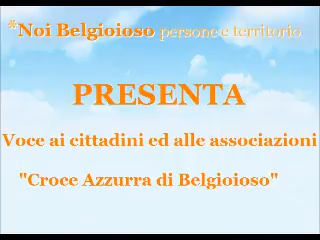 *Noi Belgioioso persone e territorio
PRESENTA
Voce ai cittadini ed alle associazioni
"Croce Azzurra di Belgioioso"